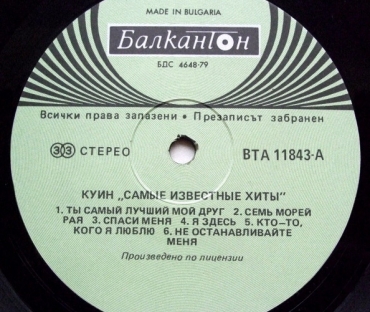 MADE IN BULGARIA
Балкантон
БДС 4648-79
Всички права запазени • Презаписът забранен
33 СТЕРЕО
ВТА 11843-А
КУИН „САМЫЕ ИЗВЕСТНЫЕ ХИТЫ"
1. ТЫ САМЫЙ ЛУЧШИЙ МОЙ ДРУГ 2. СЕМЬ МОРЕЙ
РАЯ 3. СПАСИ МЕНЯ 4. Я ЗДЕСЬ 5. КТО-ТО,
КОГО Я ЛЮБЛЮ 6. НЕ ОСТАНАВЛИВАЙТЕ
МЕНЯ
Произведено по лицензии